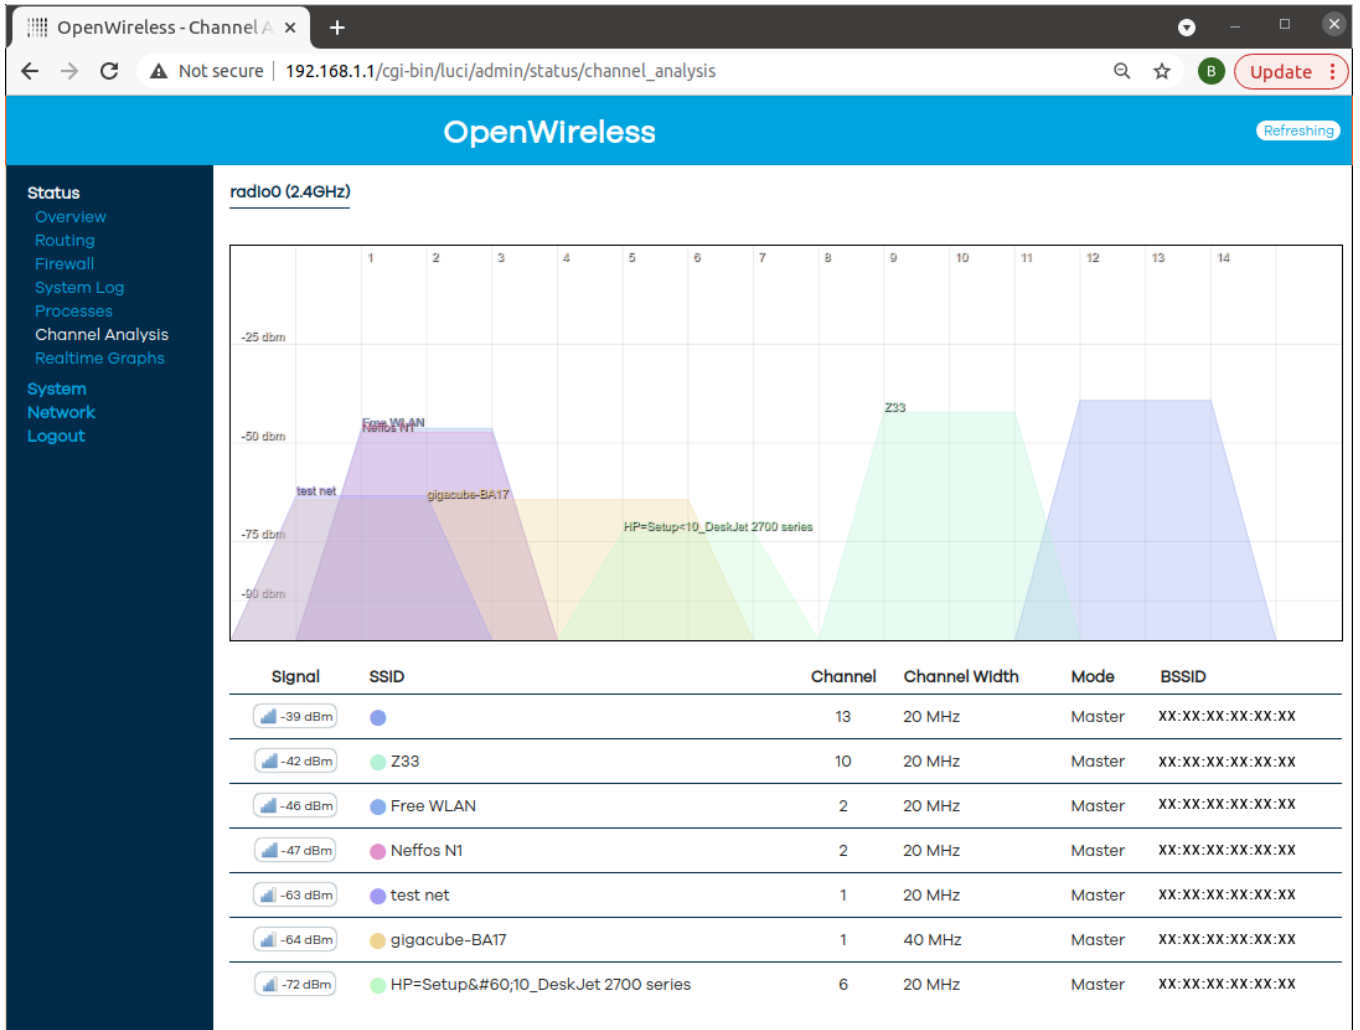 OpenWireless - Channel A
Not secure 192.168.1.1/cgi-bin/luci/admin/status/channel_analysis B Update
OpenWireless Refreshing
Status
Overview
Routing
Firewall
System Log
Processes
Channel Analysis
Realtime Graphs
System
Network
Logout
radio0 (2.4GHz)
1 2 3 4 5 6 7 8 9 10 11 12 13 14
-25 dbm
Z33
Free WLAN
Neffos N1
-50 dbm
test net
gigacube-BA17
HP=Setup<10_DeskJet 2700 series
-75 dbm
-90 dbm
Signal SSID Channel Channel Width Mode BSSID
-39 dBm 13 20 MHz Master XX:XX:XX:XX:XX:XX
-42 dBm Z33 10 20 MHz Master XX:XX:XX:XX:XX:XX
-46 dBm Free WLAN 2 20 MHz Master XX:XX:XX:XX:XX:XX
-47 dBm Neffos N1 2 20 MHz Master XX:XX:XX:XX:XX:XX
-63 dBm test net 1 20 MHz Master XX:XX:XX:XX:XX:XX
-64 dBm gigacube-BA17 1 40 MHz Master XX:XX:XX:XX:XX:XX
-72 dBm HP=Setup&#60;10_DeskJet 2700 series 6 20 MHz Master XX:XX:XX:XX:XX:XX